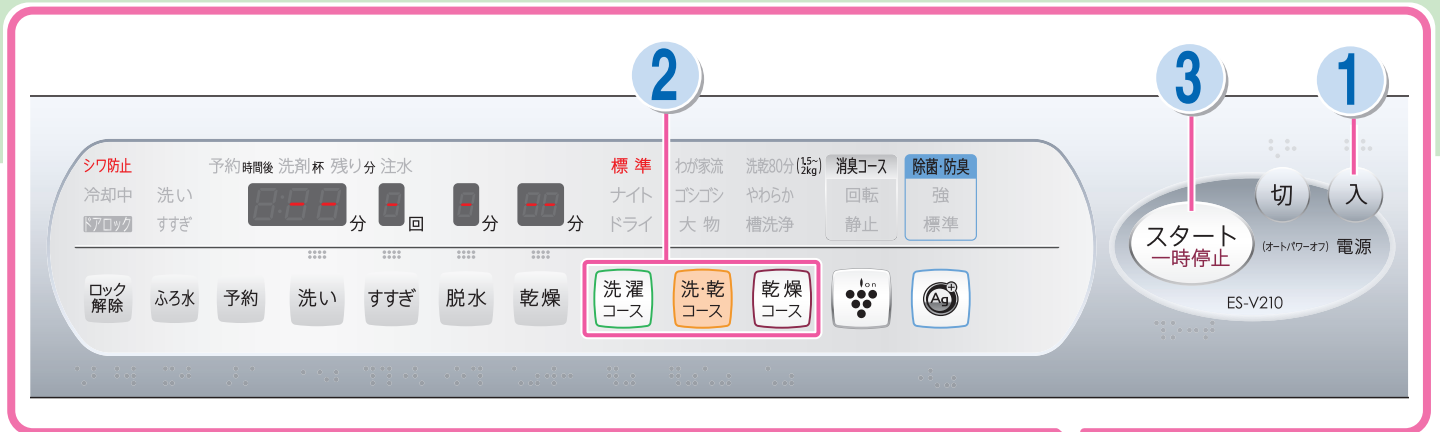 2
3
1
シワ防止
予約 時間後 洗剤 杯 残り 分 注水
標準
わが家流
洗乾80分(1.5~2kg)
消臭コース
除菌・防臭
冷却中
洗い
分
回
分
分
ナイト
ゴシゴシ
やわらか
回転
強
ドアロック
すすぎ
ドライ
大物
槽洗浄
静止
標準
切
入
スタート
一時停止
(オートパワーオフ) 電源
ES-V210
ロック
解除
ふろ水
予約
洗い
すすぎ
脱水
乾燥
洗濯
コース
洗・乾
コース
乾燥
コース
Ion
Ag+